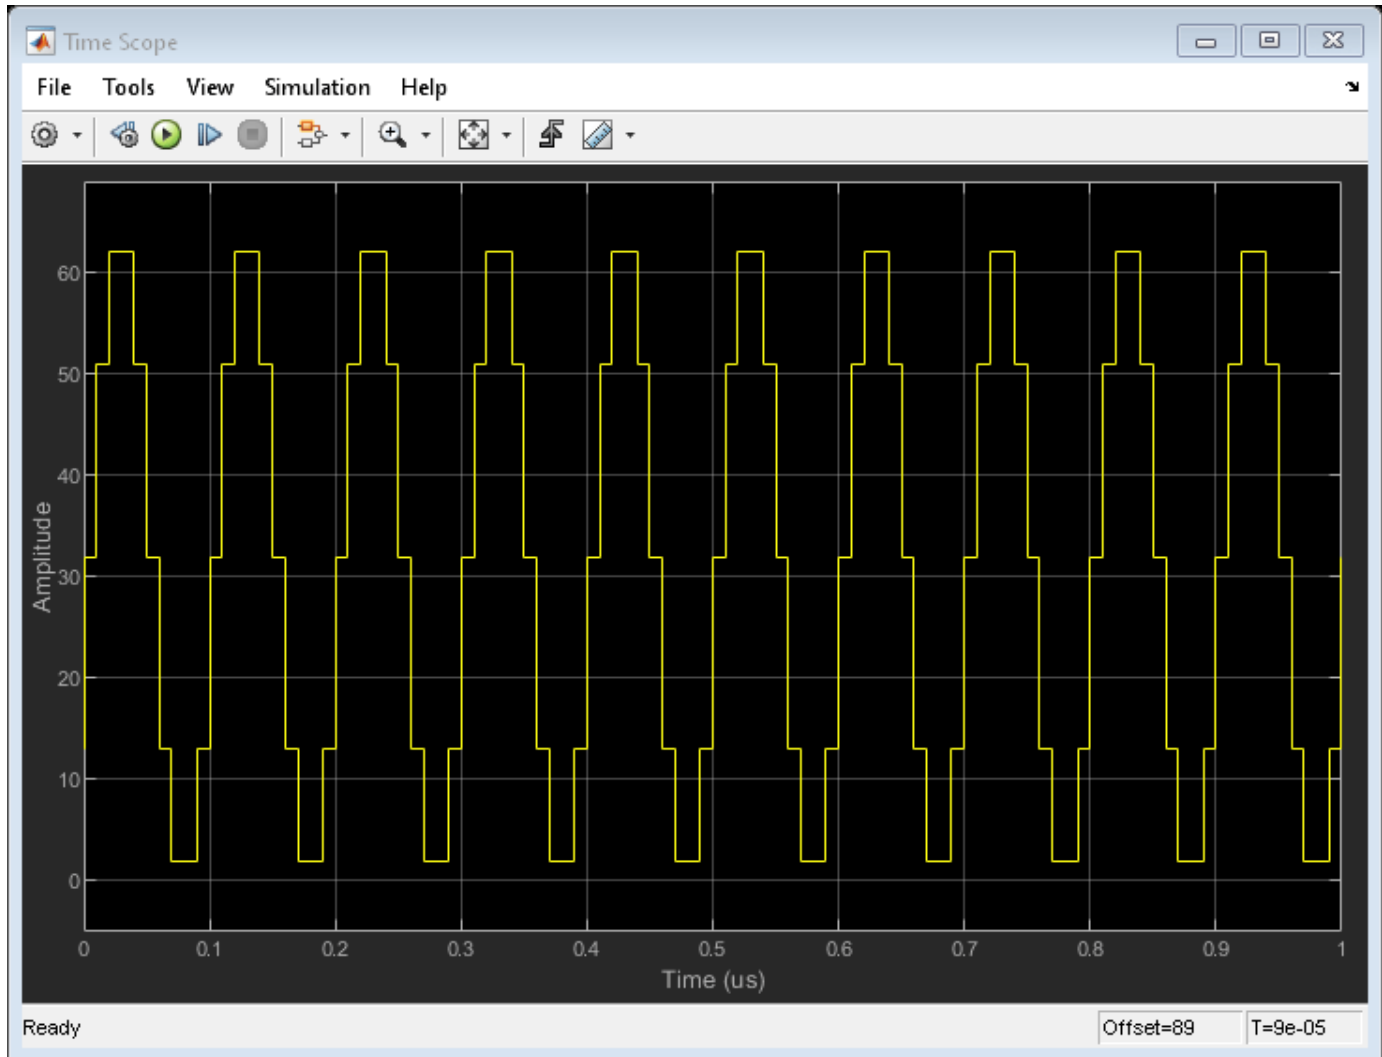 Time Scope
File Tools View Simulation Help
60
50
40
30
20
10
0
Amplitude
0 0.1 0.2 0.3 0.4 0.5 0.6 0.7 0.8 0.9 1
Time (us)
Ready Offset=89 T=9e-05